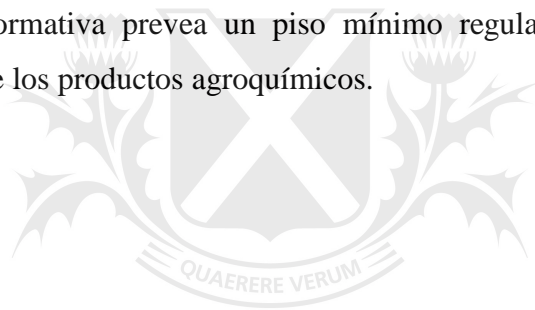 ormativa prevea un piso mínimo regula
e los productos agroquímicos.
QUAERERE VERUM